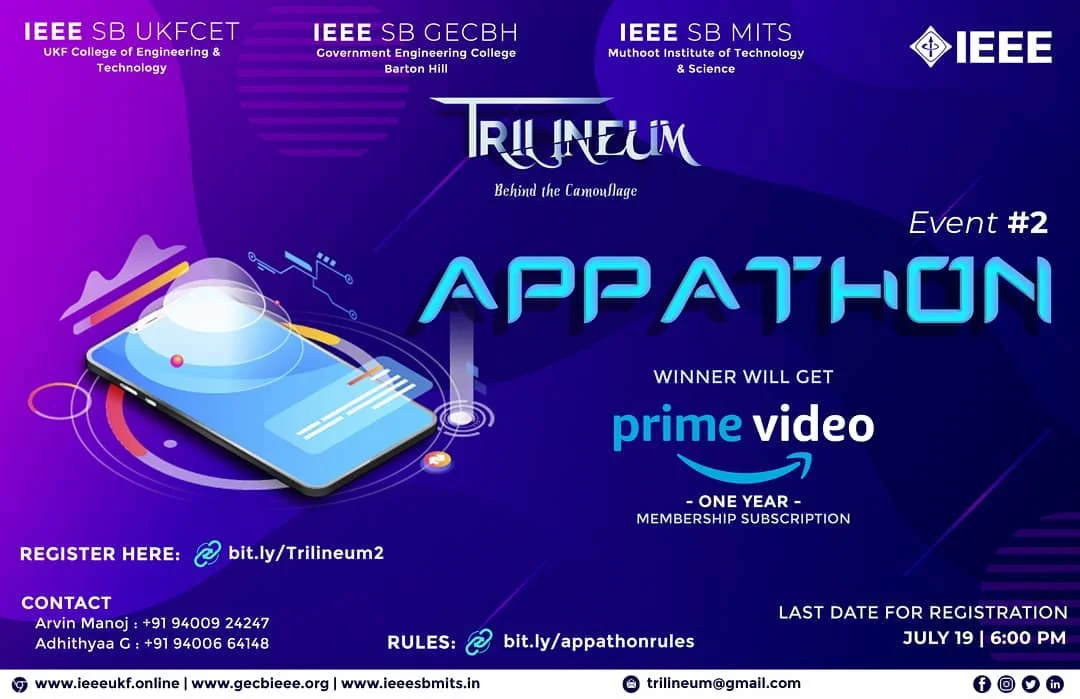 IEEE SB UKFCET
UKF College of Engineering &
Technology
IEEE SB GECBH
Government Engineering College
Barton Hill
IEEE SB MITS
Muthoot Institute of Technology
& Science
IEEE
TRILINEUM
Behind the Camouflage
Event #2
APPATHON
WINNER WILL GET
prime video
- ONE YEAR -
MEMBERSHIP SUBSCRIPTION
REGISTER HERE: bit.ly/Trilineum2
CONTACT
Arvin Manoj : +91 94009 24247
Adhithyaa G : +91 94006 64148
RULES: bit.ly/appathonrules
LAST DATE FOR REGISTRATION
JULY 19 | 6:00 PM
www.ieeeukf.online | www.gecbieee.org | www.ieeesbmits.in
trilineum@gmail.com